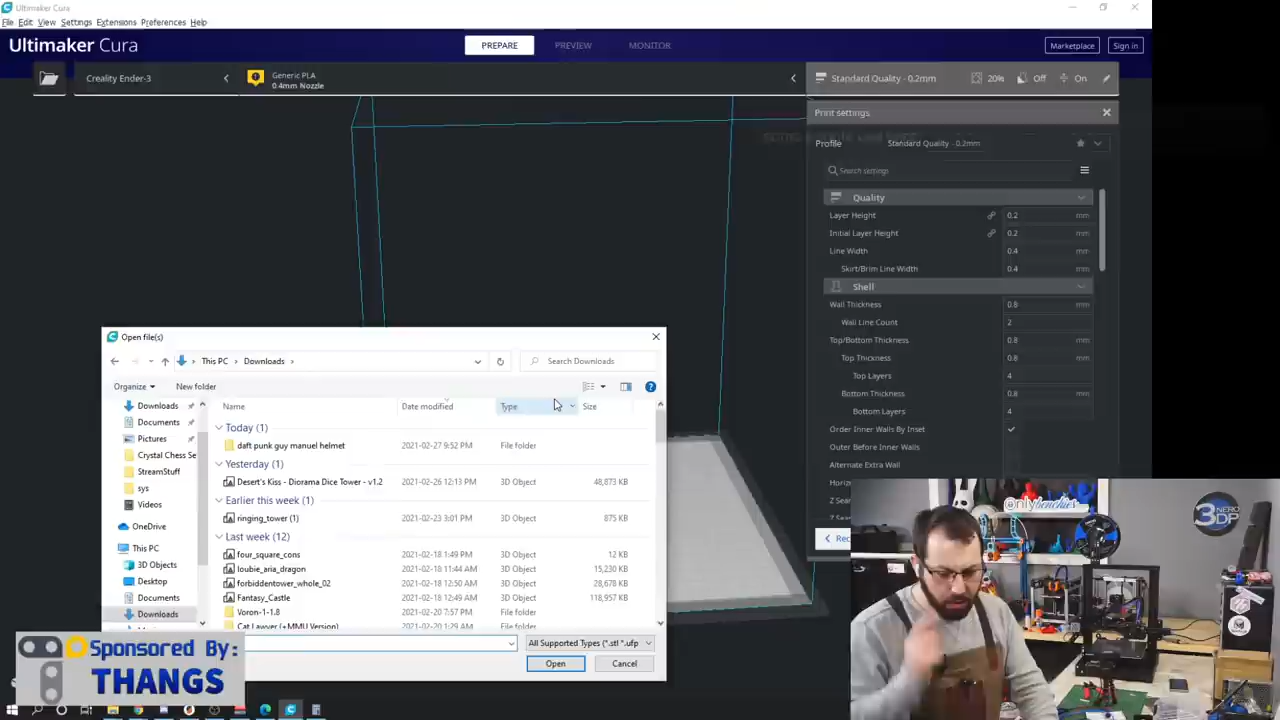 Ultimaker Cura
File Edit View Settings Extensions Preferences Help
Ultimaker Cura
PREPARE
PREVIEW
MONITOR
Marketplace
Sign in
Creality Ender-3
Generic PLA
0.4mm Nozzle
Standard Quality - 0.2mm
20%
Off
On
Print settings
Profile
Standard Quality - 0.2mm
Search settings
Quality
Layer Height 0.2 mm
Initial Layer Height 0.2 mm
Line Width 0.4 mm
Skirt/Brim Line Width 0.4 mm
Shell
Wall Thickness 0.8 mm
Wall Line Count 2
Top/Bottom Thickness 0.8 mm
Top Thickness 0.8 mm
Top Layers 4
Bottom Thickness 0.8 mm
Bottom Layers 4
Order Inner Walls By Inset
Outer Before Inner Walls
Alternate Extra Wall
Horiz
Z Sea
Rec
Open file(s)
This PC > Downloads >
Search Downloads
Organize
New folder
Downloads
Documents
Pictures
Crystal Chess Se
StreamStuff
sys
Videos
OneDrive
This PC
3D Objects
Desktop
Documents
Downloads
Name Date modified Type Size
Today (1)
daft punk guy manuel helmet 2021-02-27 9:52 PM File folder
Yesterday (1)
Desert's Kiss - Diorama Dice Tower - v1.2 2021-02-26 12:13 PM 3D Object 48,873 KB
Earlier this week (1)
ringing_tower (1) 2021-02-23 3:01 PM 3D Object 875 KB
Last week (12)
four_square_cons 2021-02-18 1:49 PM 3D Object 12 KB
loubie_aria_dragon 2021-02-18 11:44 AM 3D Object 15,230 KB
forbiddentower_whole_02 2021-02-18 12:50 AM 3D Object 28,678 KB
Fantasy_Castle 2021-02-18 12:49 AM 3D Object 118,957 KB
Voron-1-1.8 2021-02-20 7:57 PM File folder
Cat Lawyer (+MMU Version) 2021-02-20 1:29 AM File folder
All Supported Types (*.stl *.ufp
Open
Cancel
Sponsored By:
THANGS
@onlybenchies
3D NERD